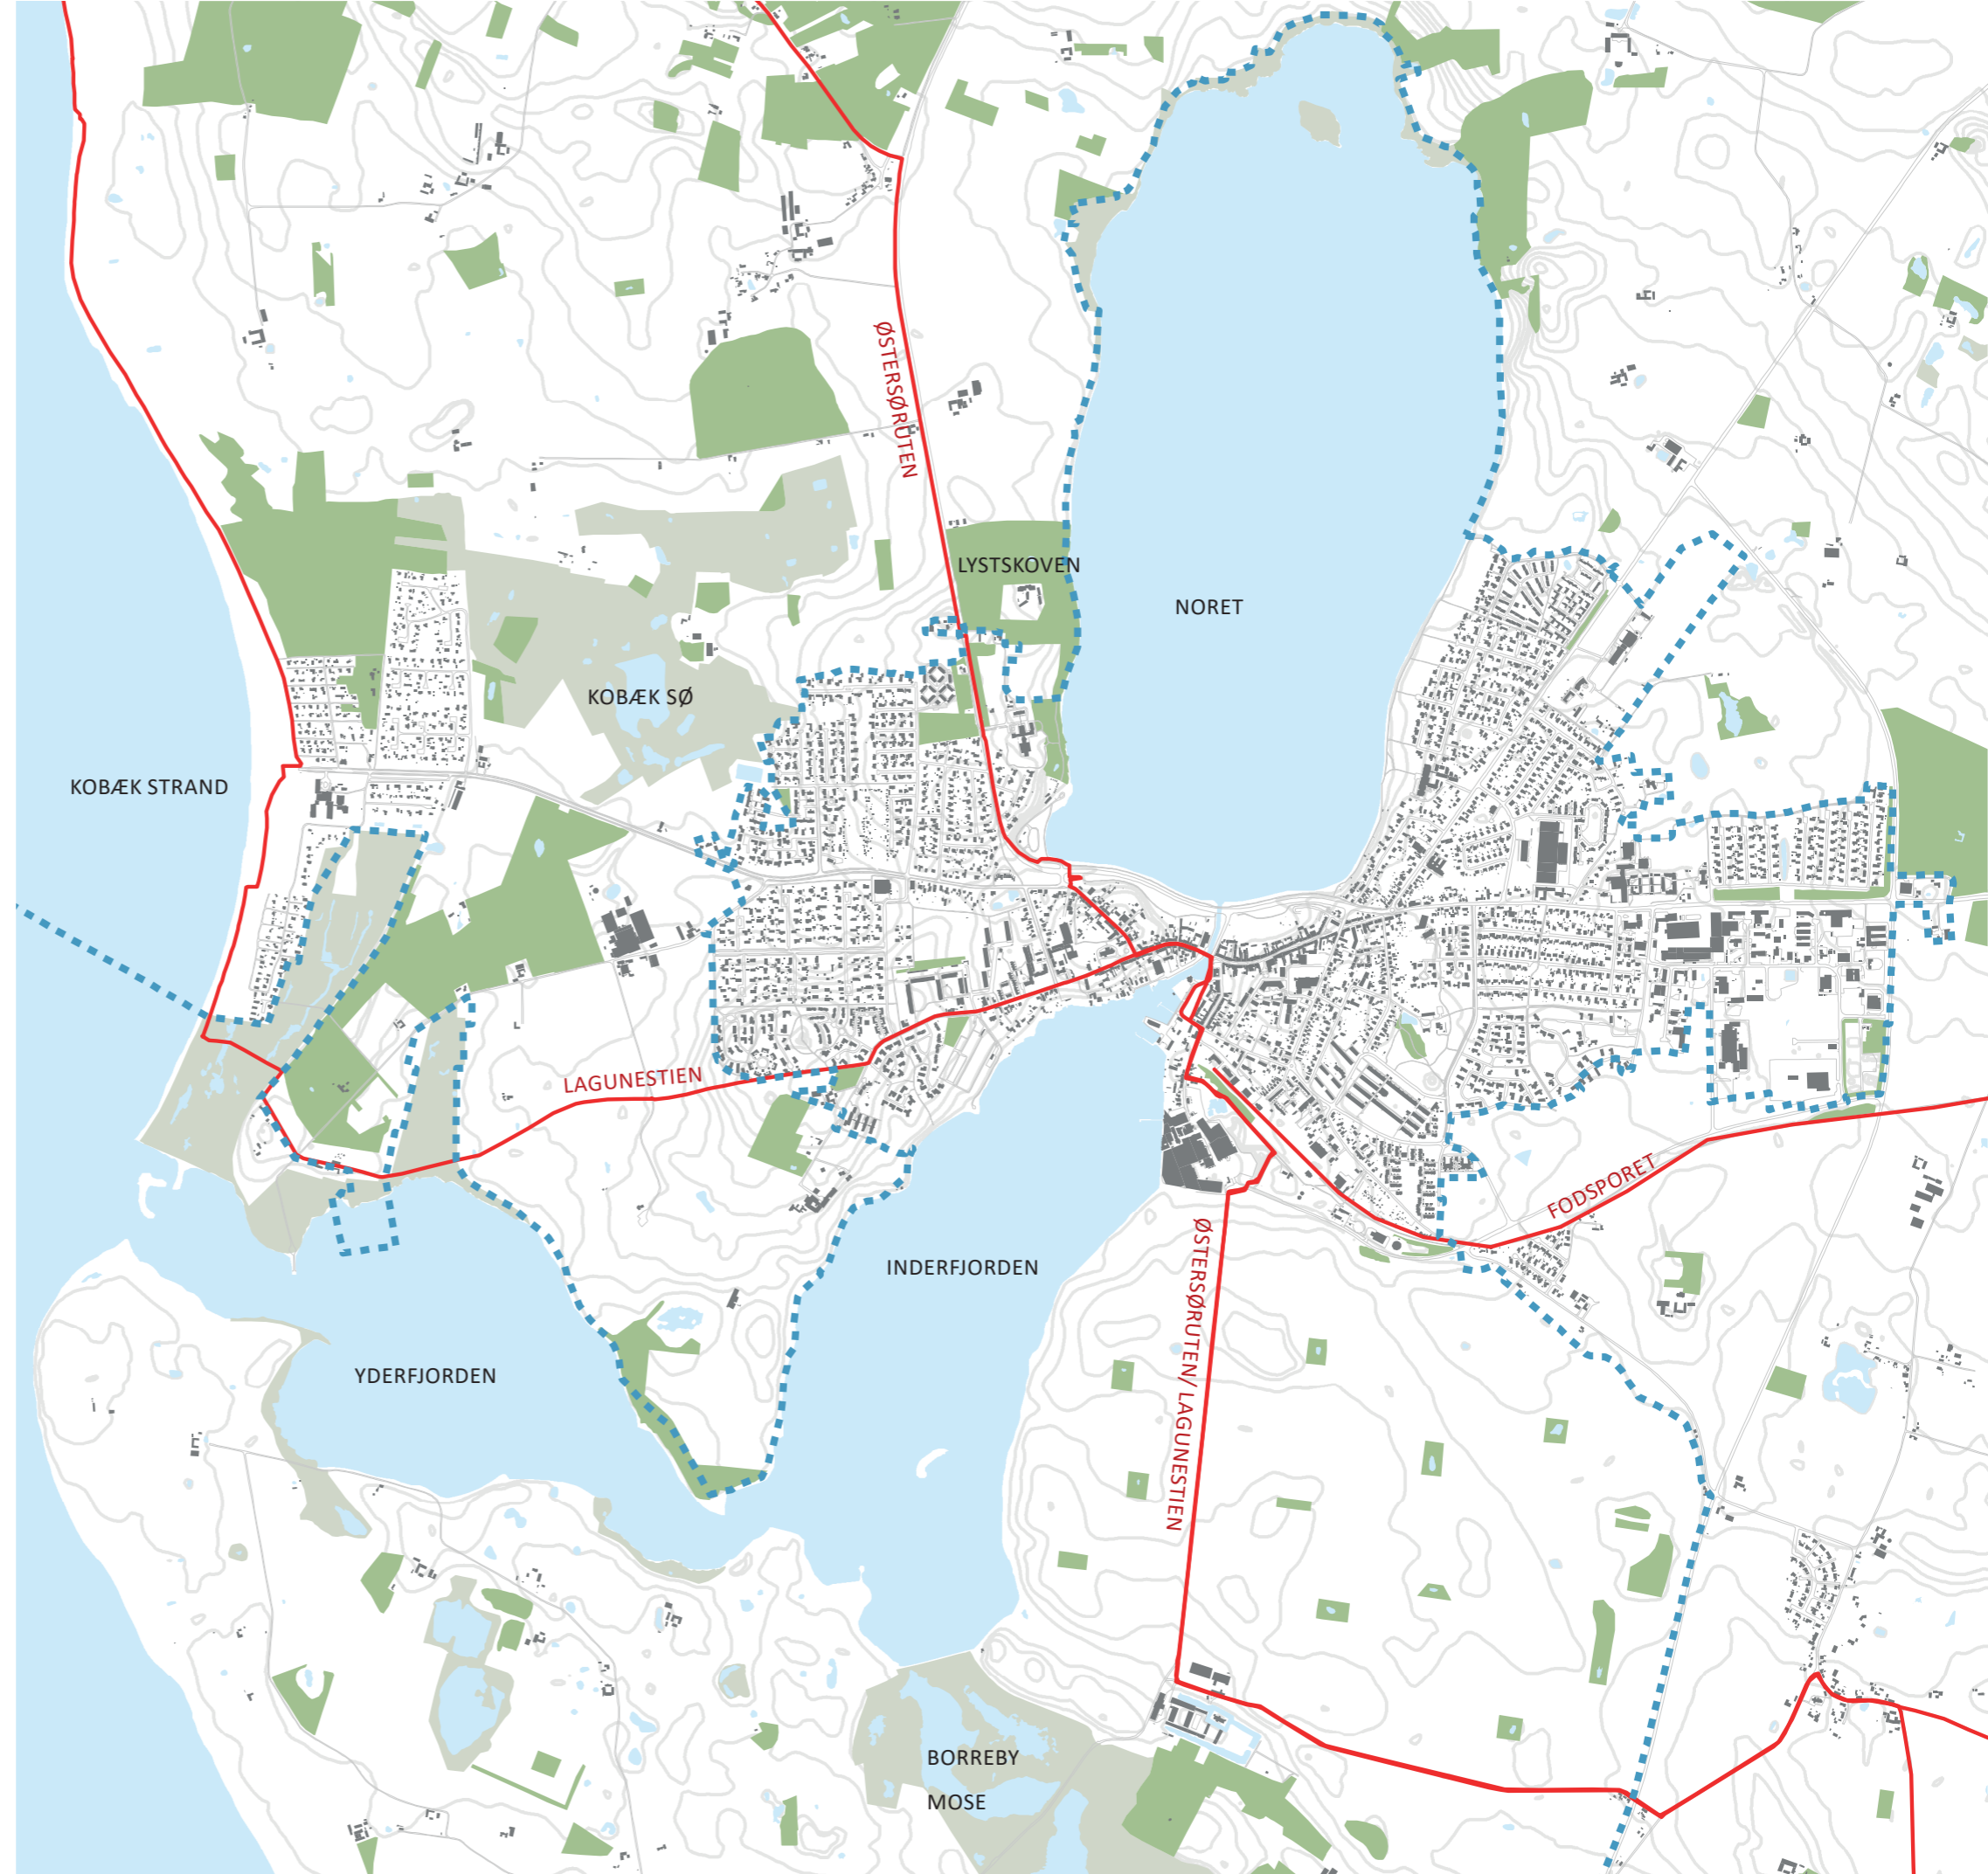 ØSTERSØRUTEN
LYSTSKOVEN
NORET
KOBÆK SØ
KOBÆK STRAND
LAGUNESTIEN
FODSPORET
INDERFJORDEN
ØSTERSØRUTEN/ LAGUNESTIEN
YDERFJORDEN
BORREBY
MOSE